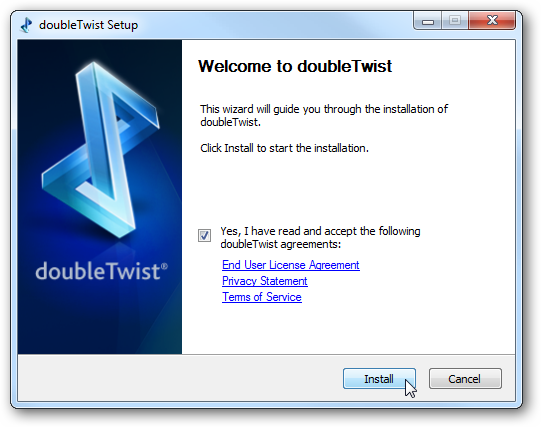 doubleTwist Setup
Welcome to doubleTwist
This wizard will guide you through the installation of
doubleTwist.
Click Install to start the installation.
Yes, I have read and accept the following
doubleTwist agreements:
End User License Agreement
Privacy Statement
Terms of Service
doubleTwist®
Install
Cancel